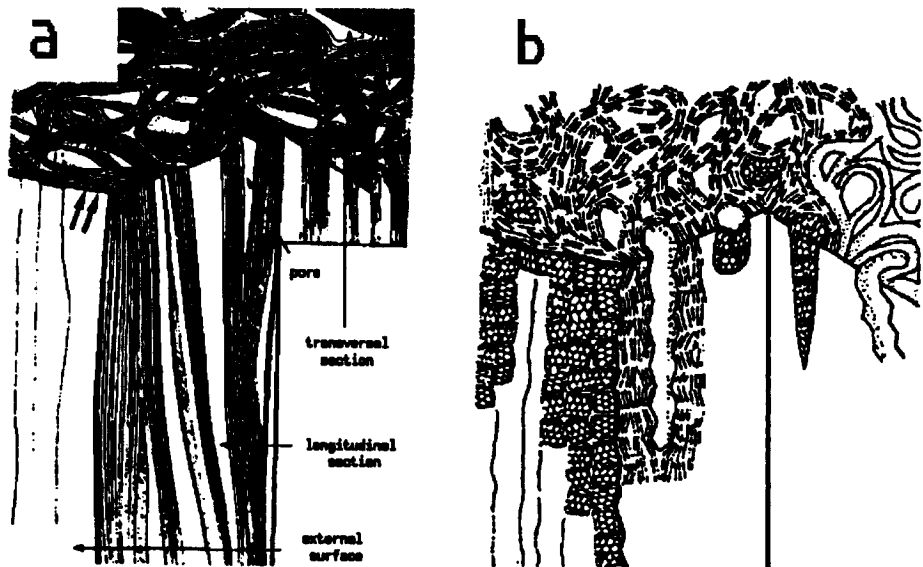 a
b
pore
transversal
section
longitudinal
section
external
surface